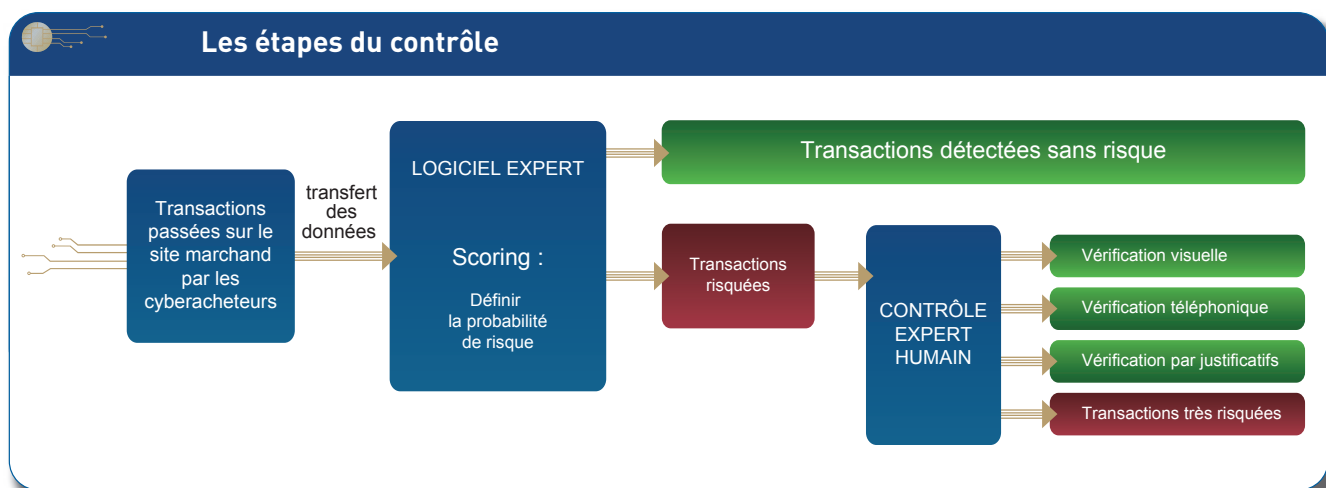 Les étapes du contrôle
Transactions
passées sur le
site marchand
par les
cyberacheteurs
transfert
des
données
LOGICIEL EXPERT
Scoring :
Définir
la probabilité
de risque
Transactions détectées sans risque
Transactions
risquées
CONTRÔLE
EXPERT
HUMAIN
Vérification visuelle
Vérification téléphonique
Vérification par justificatifs
Transactions très risquées